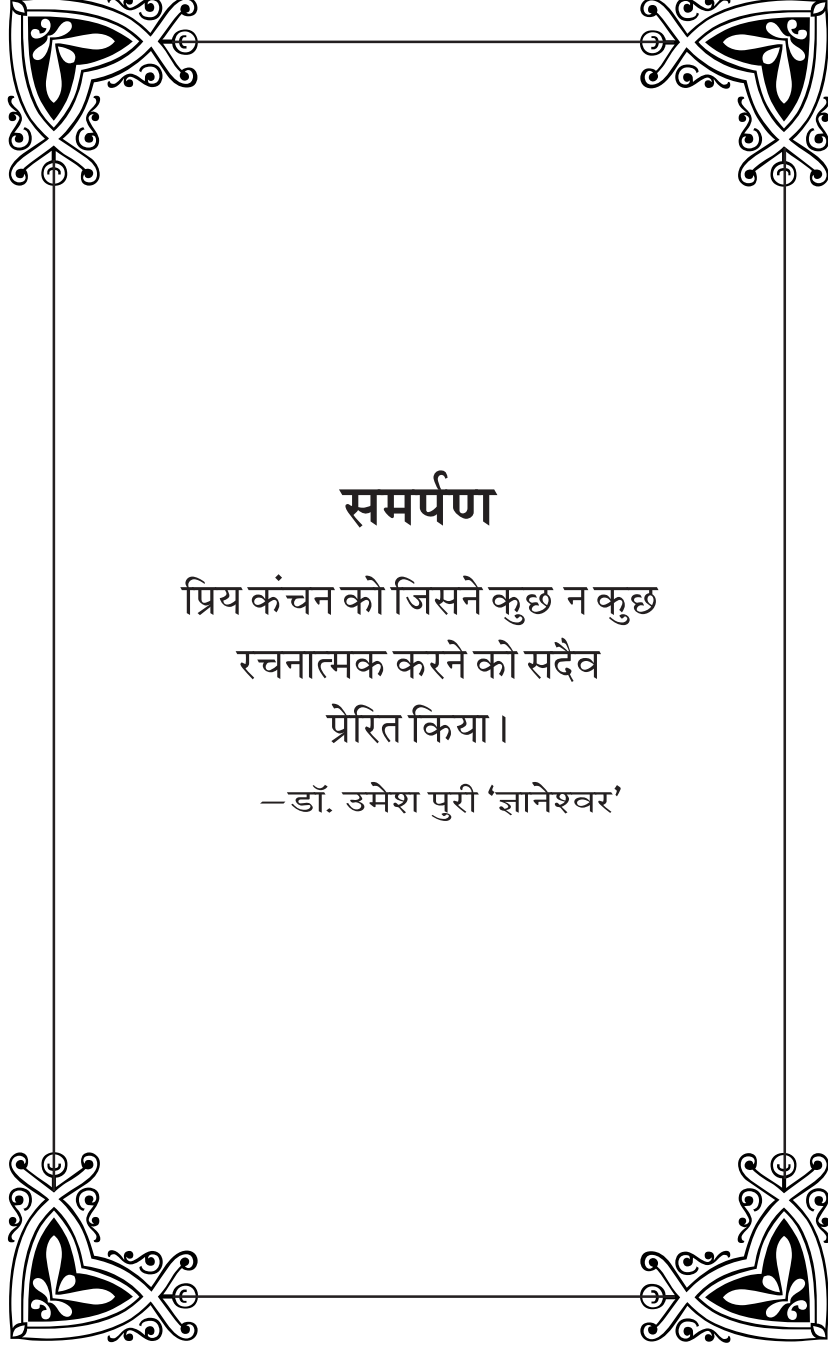 समर्पण
प्रिय कंचन को जिसने कुछ न कुछ
रचनात्मक करने को सदैव
प्रेरित किया।
–डॉ. उमेश पुरी ‘ज्ञानेश्वर’